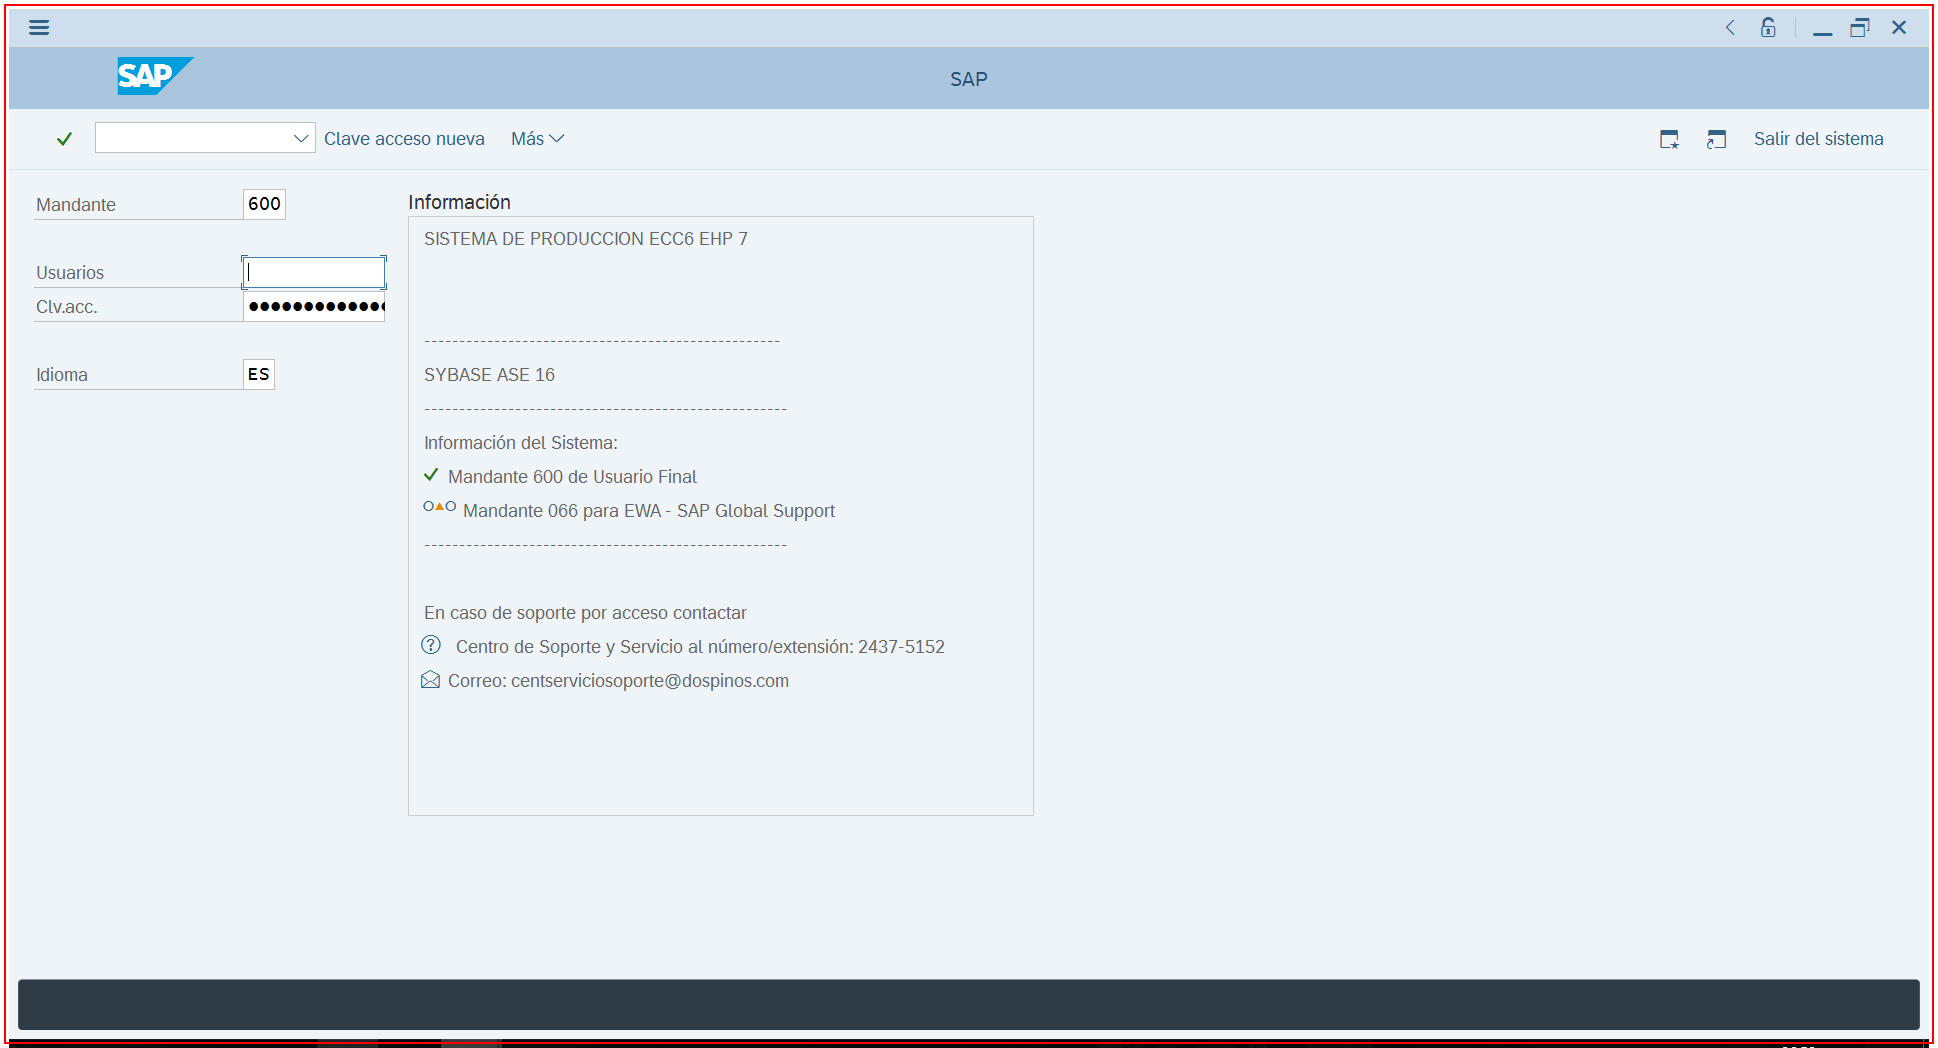 SAP
SAP
Clave acceso nueva Más
Salir del sistema
Mandante 600
Usuarios
Clv.acc. ●●●●●●●●●●●●●
Idioma ES
Información
SISTEMA DE PRODUCCION ECC6 EHP 7
---------------------------------------------------
SYBASE ASE 16
----------------------------------------------------
Información del Sistema:
Mandante 600 de Usuario Final
Mandante 066 para EWA - SAP Global Support
----------------------------------------------------
En caso de soporte por acceso contactar
Centro de Soporte y Servicio al número/extensión: 2437-5152
Correo: centserviciosoporte@dospinos.com